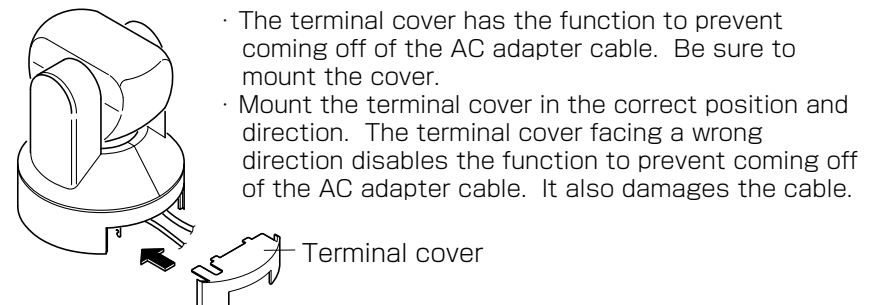 · The terminal cover has the function to prevent
coming off of the AC adapter cable. Be sure to
mount the cover.
· Mount the terminal cover in the correct position and
direction. The terminal cover facing a wrong
direction disables the function to prevent coming off
of the AC adapter cable. It also damages the cable.
Terminal cover